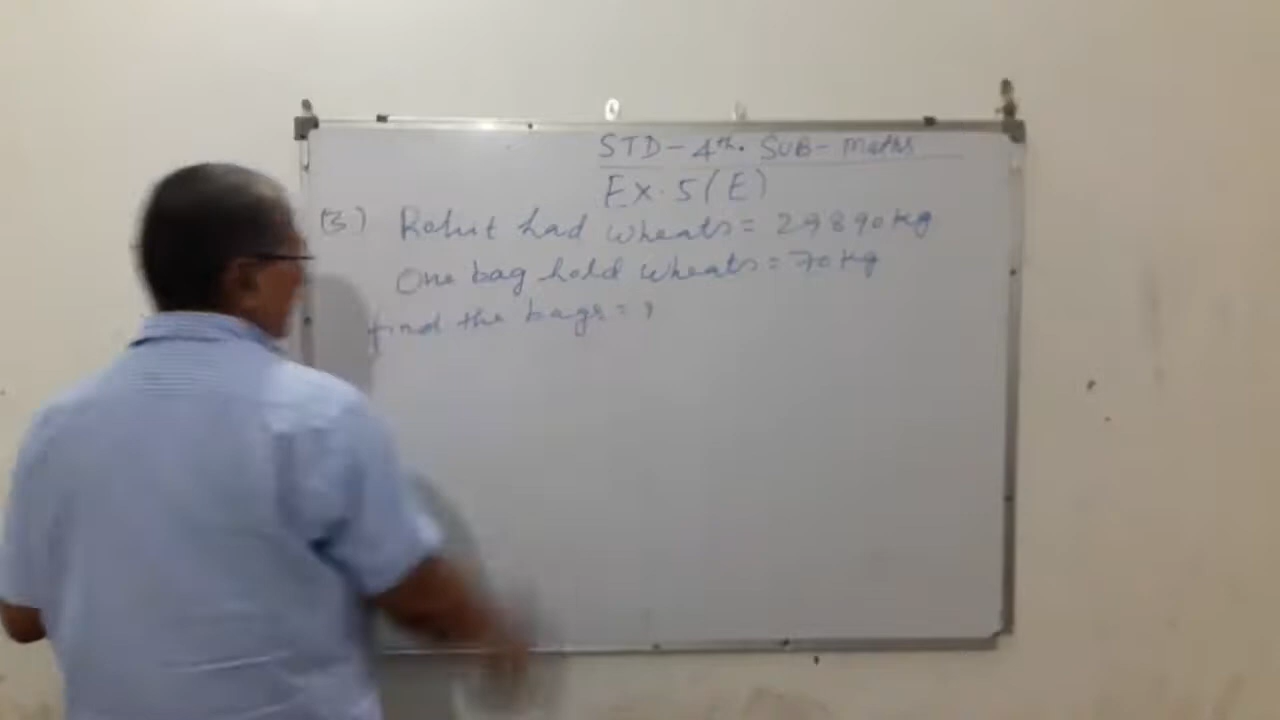 STD - 4th. SUB - Maths
Ex. 5 (E)
(3) Rohit had wheats = 29890 kg
One bag hold wheats = 70 kg
find the bags = ?